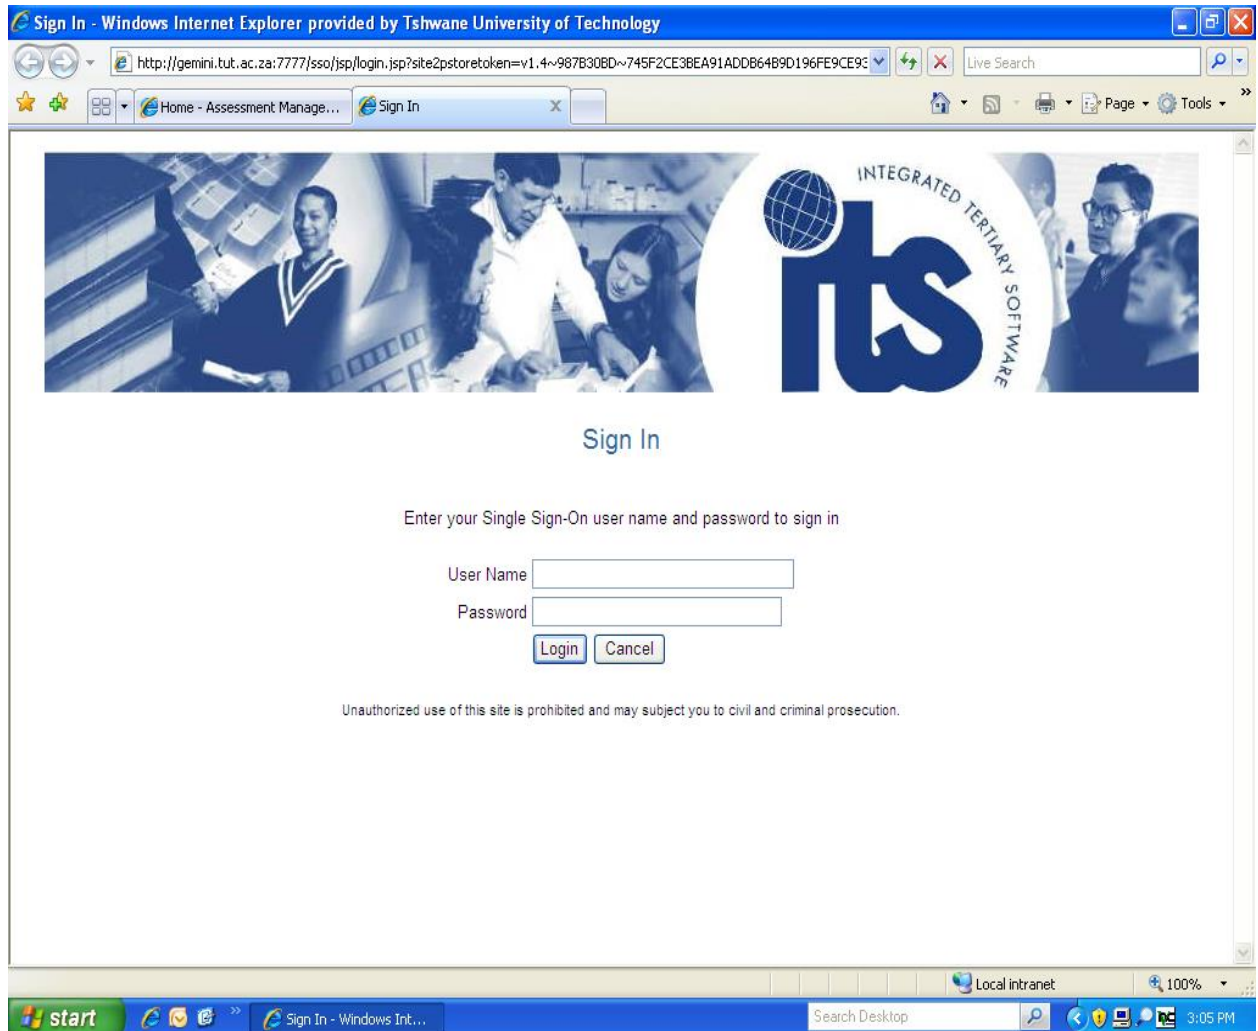 Sign In - Windows Internet Explorer provided by Tshwane University of Technology
http://gemini.tut.ac.za:7777/sso/jsp/login.jsp?site2pstoretoken=v1.4~987B30BD~745F2CE3BEA91ADDB64B9D196FE9CE93
Live Search
Home - Assessment Manage...
Sign In
Page
Tools
INTEGRATED TERTIARY SOFTWARE
its
Sign In
Enter your Single Sign-On user name and password to sign in
User Name
Password
Login
Cancel
Unauthorized use of this site is prohibited and may subject you to civil and criminal prosecution.
Local intranet
100%
start
Sign In - Windows Int...
Search Desktop
3:05 PM